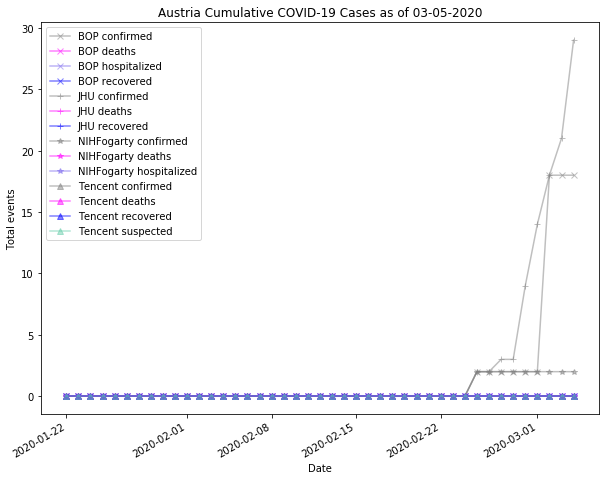 Austria Cumulative COVID-19 Cases as of 03-05-2020
30
25
20
15
10
5
0
Total events
BOP confirmed
BOP deaths
BOP hospitalized
BOP recovered
JHU confirmed
JHU deaths
JHU recovered
NIHFogarty confirmed
NIHFogarty deaths
NIHFogarty hospitalized
Tencent confirmed
Tencent deaths
Tencent recovered
Tencent suspected
2020-01-22
2020-02-01
2020-02-08
2020-02-15
2020-02-22
2020-03-01
Date